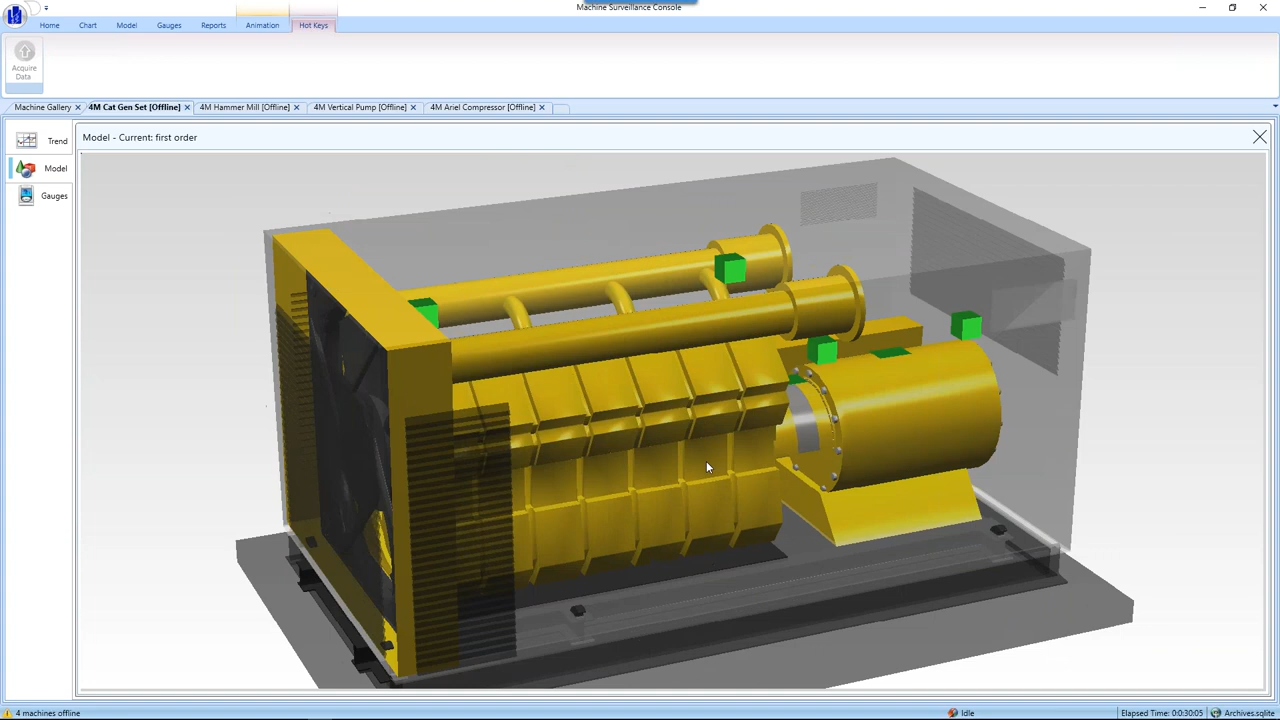 Machine Surveillance Console
Home Chart Model Gauges Reports Animation Hot Keys
Acquire
Data
Machine Gallery 4M Cat Gen Set [Offline] 4M Hammer Mill [Offline] 4M Vertical Pump [Offline] 4M Ariel Compressor [Offline]
Trend
Model
Gauges
Model - Current: first order
4 machines offline Idle Elapsed Time: 0:0:30:05 Archives.sqlite